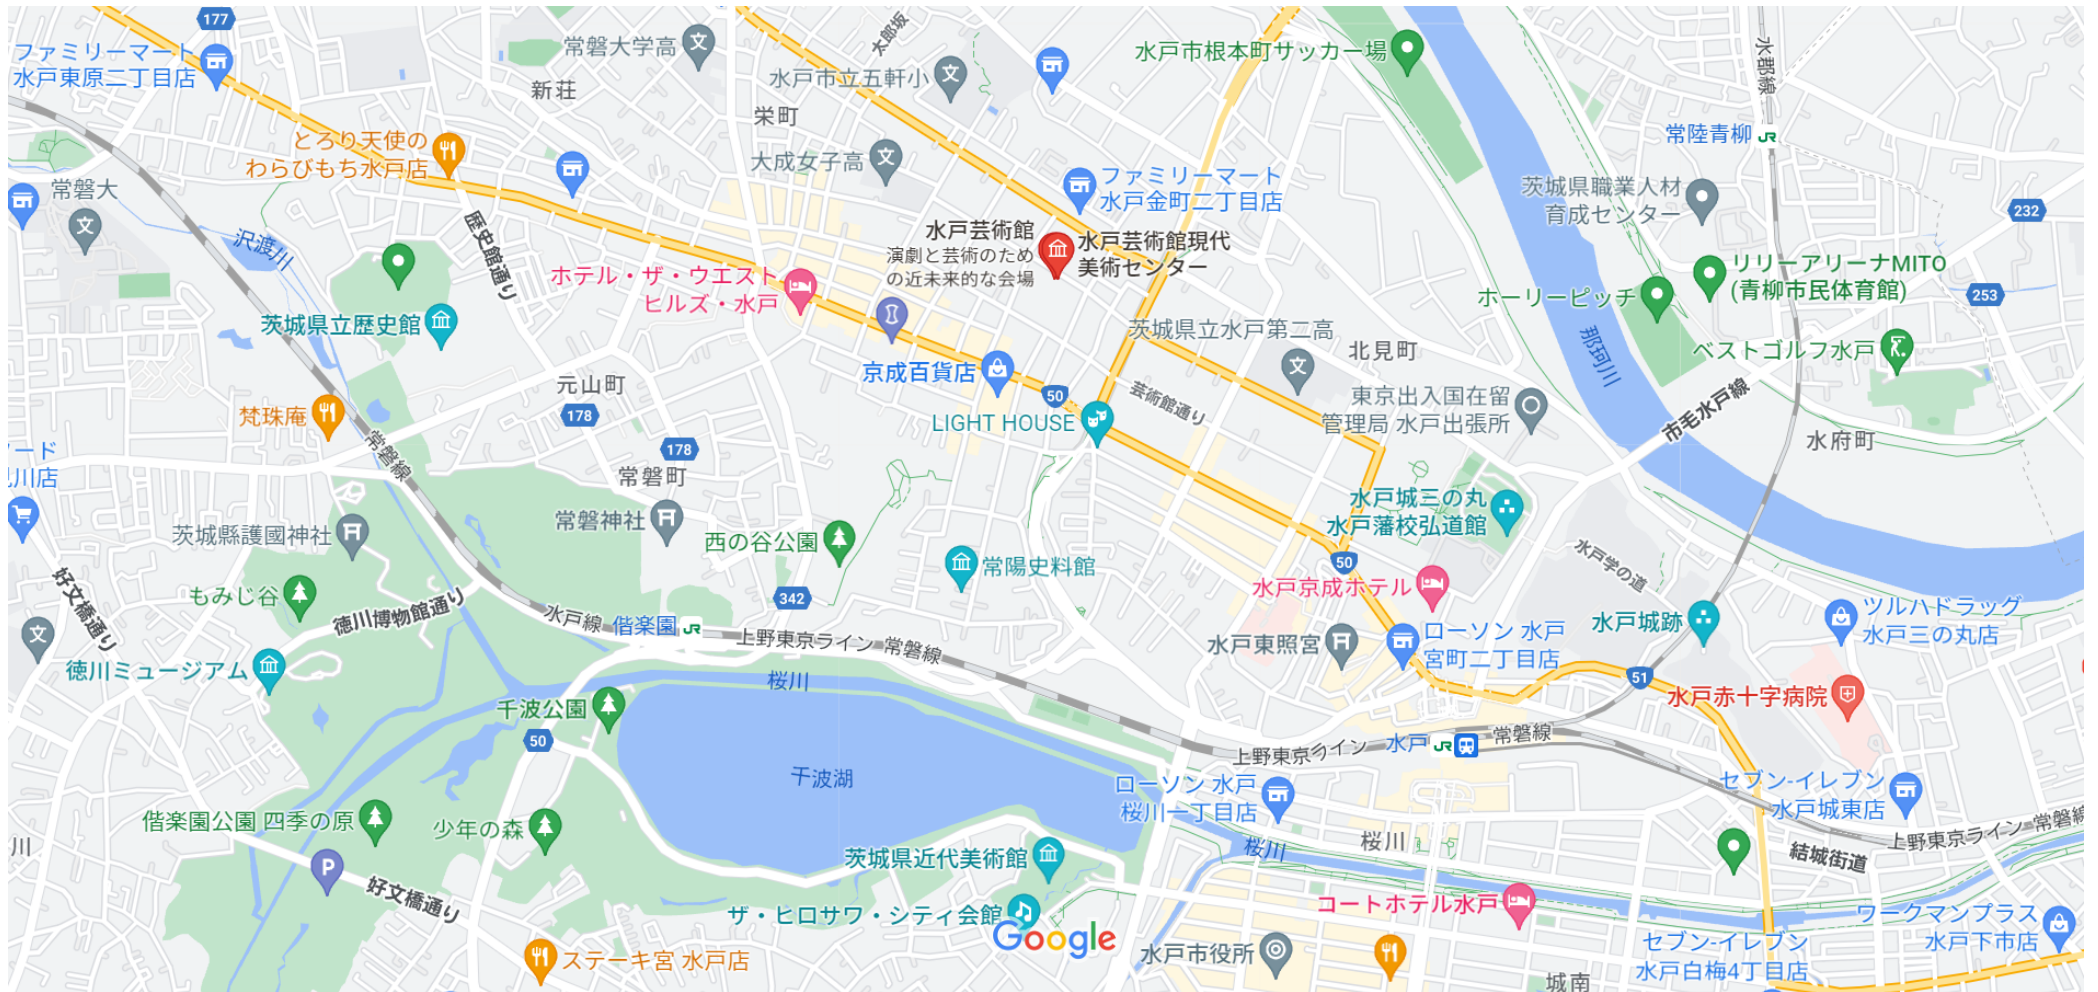 177
ファミリーマート
水戸東原二丁目店
常磐大学高
新荘
太郎坂
水戸市立五軒小
栄町
水戸市根本町サッカー場
水郡線
常陸青柳
とろり天使の
わらびもち水戸店
大成女子高
ファミリーマート
水戸金町二丁目店
茨城県職業人材
育成センター
232
常磐大
沢渡川
歴史館通り
水戸芸術館
演劇と芸術のため
の近未来的な会場
水戸芸術館現代
美術センター
リリーアリーナMITO
(青柳市民体育館)
253
ホテル・ザ・ウエスト
ヒルズ・水戸
ホーリーピッチ
茨城県立歴史館
茨城県立水戸第二高
北見町
那珂川
ベストゴルフ水戸
京成百貨店
元山町
178
50
芸術館通り
東京出入国在留
管理局 水戸出張所
市毛水戸線
水府町
梵珠庵
LIGHT HOUSE
常磐線
178
常磐町
ード
川店
水戸城三の丸
水戸藩校弘道館
茨城縣護國神社
常磐神社
西の谷公園
常陽史料館
50
水戸学の道
水戸京成ホテル
好文橋通り
もみじ谷
徳川博物館通り
342
水戸線
偕楽園
上野東京ライン 常磐線
水戸東照宮
ローソン 水戸
宮町二丁目店
水戸城跡
ツルハドラッグ
水戸三の丸店
徳川ミュージアム
桜川
51
水戸赤十字病院
千波公園
50
上野東京ライン
水戸
常磐線
千波湖
ローソン 水戸
桜川一丁目店
セブン-イレブン
水戸城東店
偕楽園公園 四季の原
少年の森
川
桜川
桜川
結城街道
上野東京ライン 常磐線
茨城県近代美術館
P
好文橋通り
ザ・ヒロサワ・シティ会館
Google
コートホテル水戸
水戸市役所
ワークマンプラス
水戸下市店
セブン-イレブン
水戸白梅4丁目店
ステーキ宮 水戸店
城南